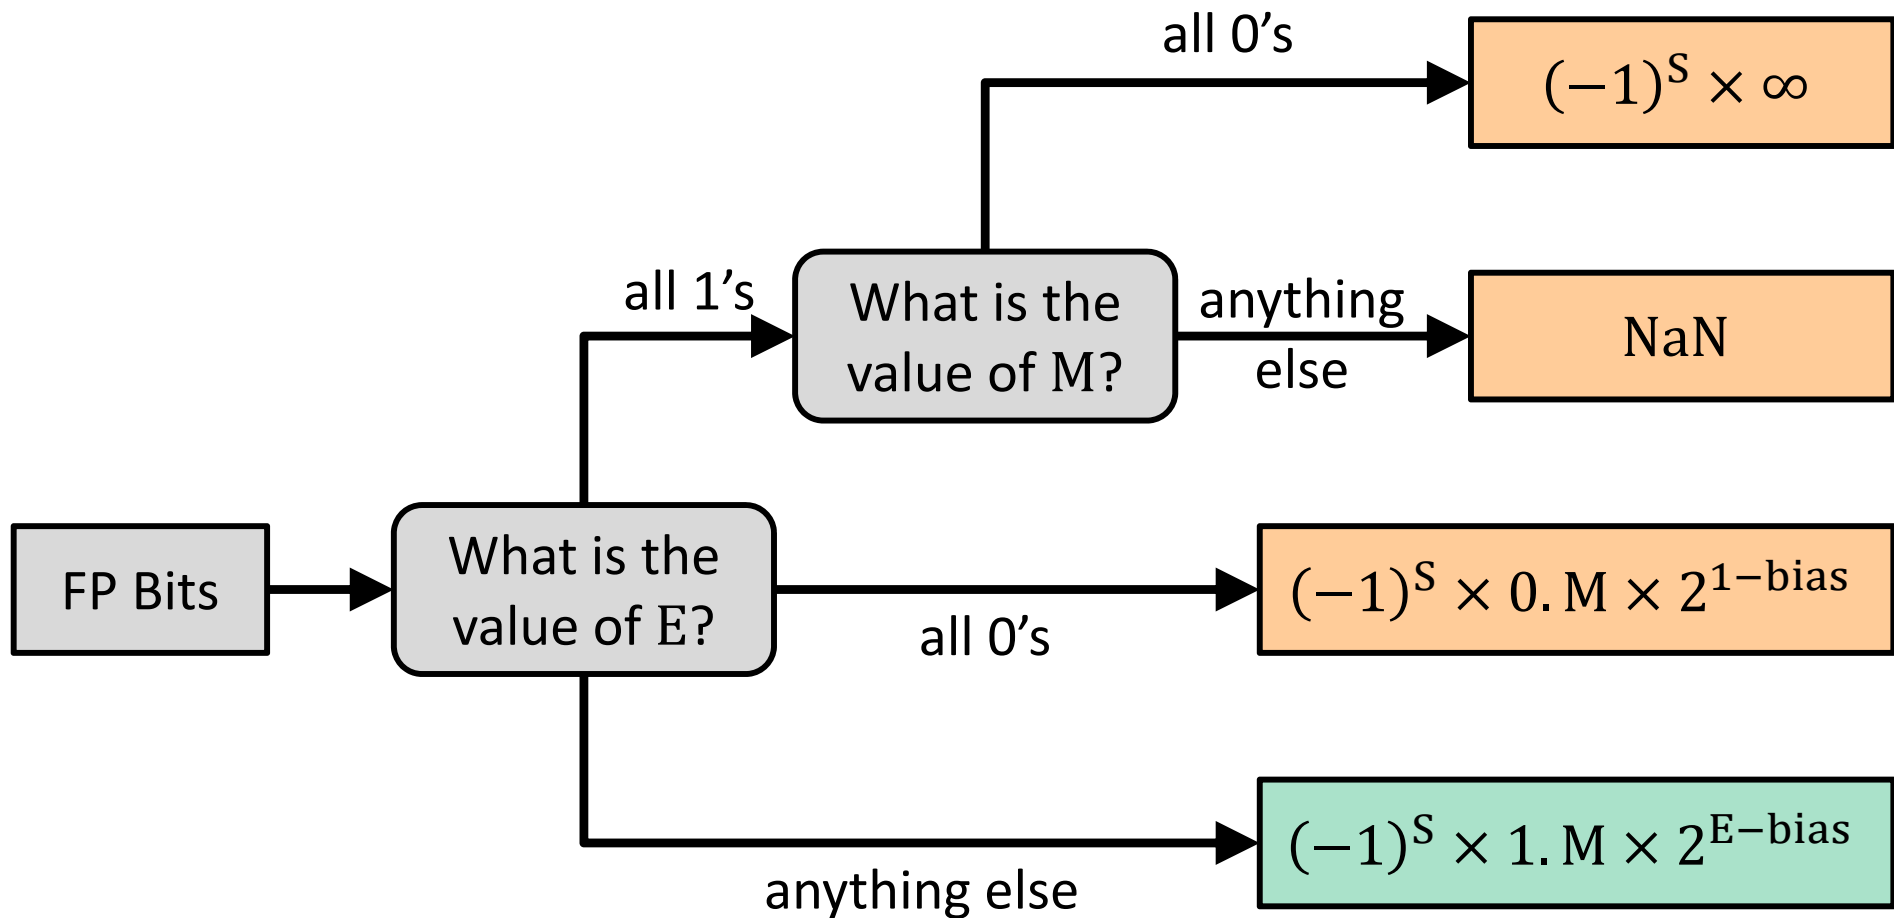 all 0’s
(−1)^S × ∞
all 1’s
What is the
value of M?
anything
else
NaN
FP Bits
What is the
value of E?
all 0’s
(−1)^S × 0. M × 2^(1−bias)
anything else
(−1)^S × 1. M × 2^(E−bias)